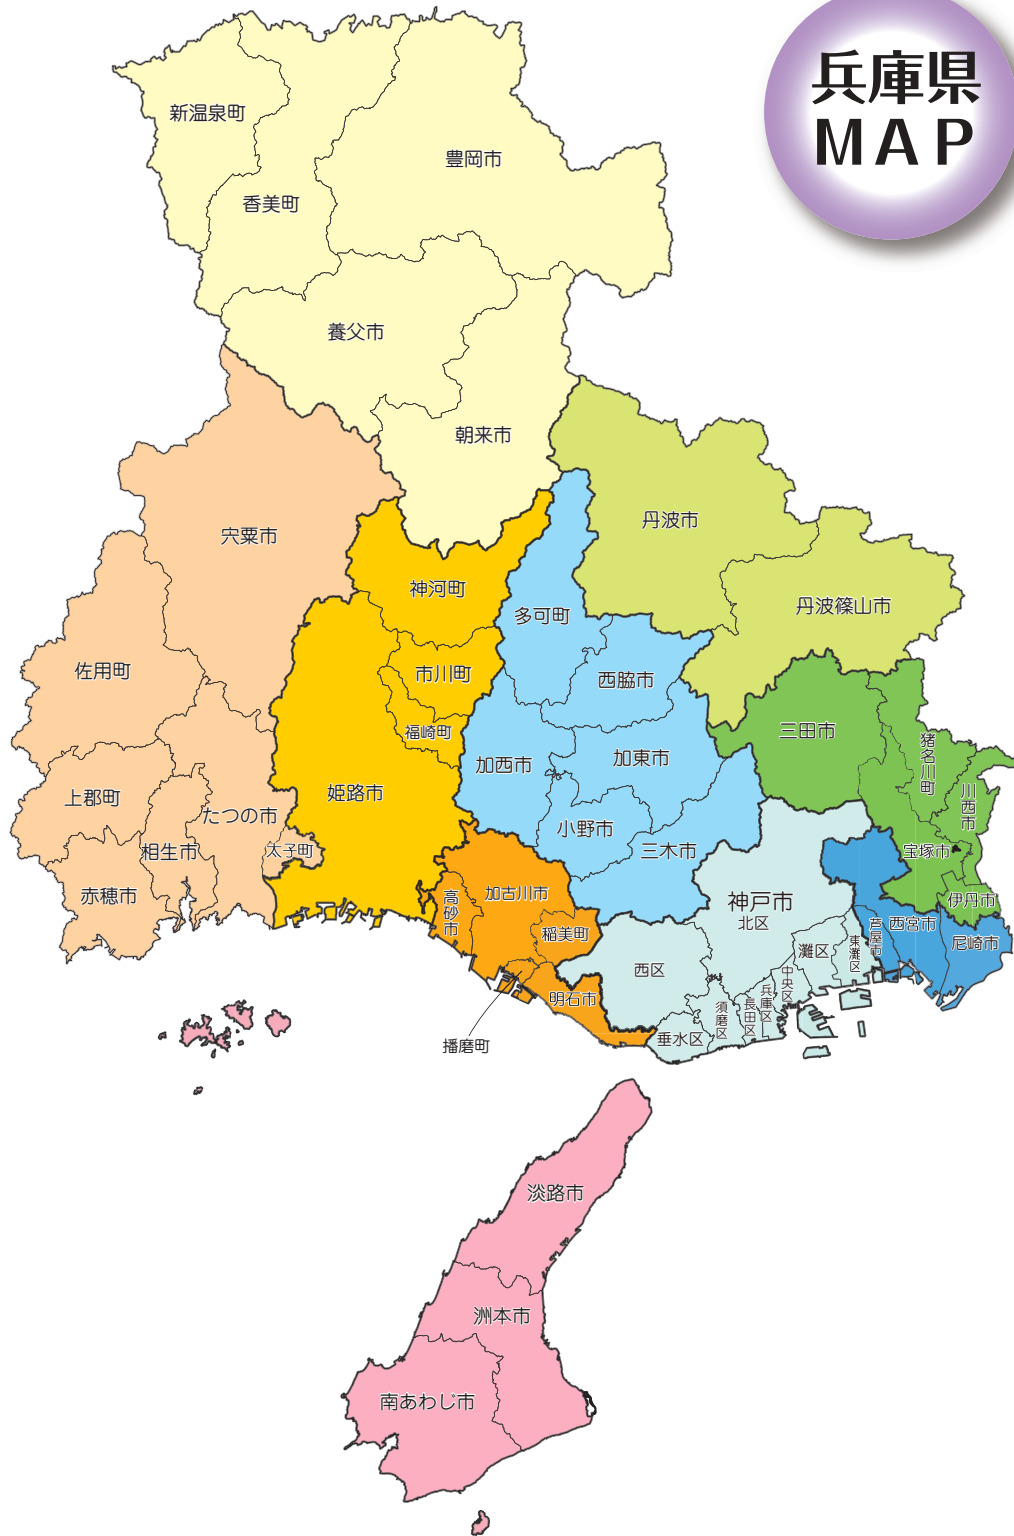 兵庫県
MAP
新温泉町
豊岡市
香美町
養父市
朝来市
丹波市
宍粟市
神河町
丹波篠山市
多可町
佐用町
市川町
西脇市
三田市
福崎町
猪名川町
加西市
加東市
姫路市
上郡町
川西市
たつの市
小野市
太子町
相生市
三木市
宝塚市
赤穂市
高砂市
加古川市
神戸市
北区
伊丹市
稲美町
芦屋市
西宮市
尼崎市
東灘区
灘区
西区
中央区
明石市
兵庫区
長田区
須磨区
垂水区
播磨町
淡路市
洲本市
南あわじ市